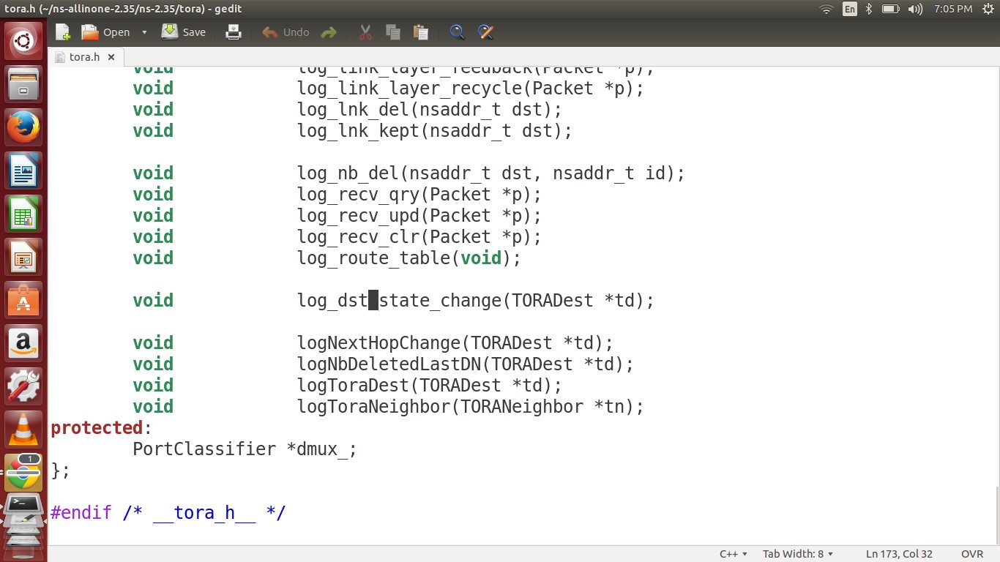 tora.h (~/ns-allinone-2.35/ns-2.35/tora) - gedit
En
7:05 PM
Open
Save
Undo
tora.h
void log_link_layer_feedback(Packet *p);
void log_link_layer_recycle(Packet *p);
void log_lnk_del(nsaddr_t dst);
void log_lnk_kept(nsaddr_t dst);
void log_nb_del(nsaddr_t dst, nsaddr_t id);
void log_recv_qry(Packet *p);
void log_recv_upd(Packet *p);
void log_recv_clr(Packet *p);
void log_route_table(void);
void log_dst state_change(TORADest *td);
void logNextHopChange(TORADest *td);
void logNbDeletedLastDN(TORADest *td);
void logToraDest(TORADest *td);
void logToraNeighbor(TORANeighbor *tn);
protected:
PortClassifier *dmux_;
};
#endif /* __tora_h__ */
1
C++
Tab Width: 8
Ln 173, Col 32
OVR